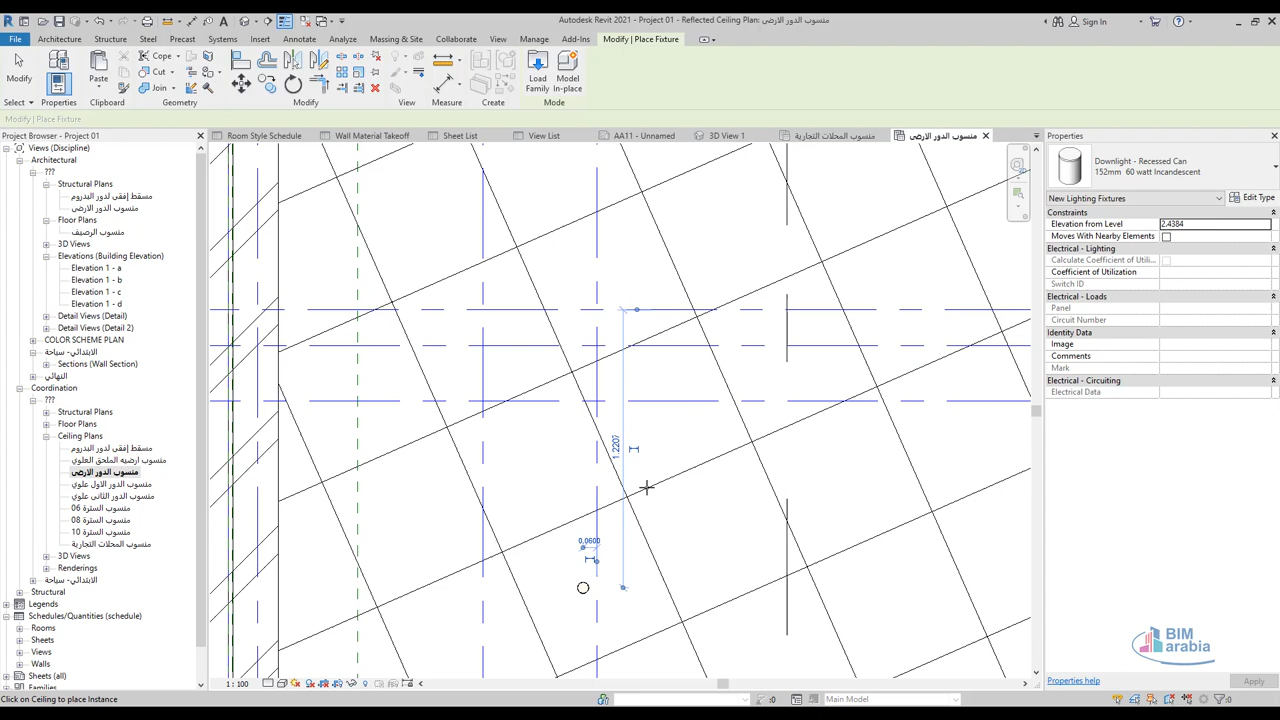 Autodesk Revit 2021 - Project 01 - Reflected Ceiling Plan: منسوب الدور الارضى
Sign In
File Architecture Structure Steel Precast Systems Insert Annotate Analyze Massing & Site Collaborate View Manage Add-Ins Modify | Place Fixture
Modify
Paste
Cope
Cut
Join
Load Family
Model In-place
Select Properties Clipboard Geometry Modify View Measure Create Mode
Modify | Place Fixture
Project Browser - Project 01
Room Style Schedule
Wall Material Takeoff
Sheet List
View List
AA11 - Unnamed
3D View 1
منسوب المحلات التجارية
منسوب الدور الارضى
Views (Discipline)
Architectural
???
Structural Plans
مسقط إفقى لدور البدروم
منسوب الدور الارضى
Floor Plans
منسوب الرصيف
3D Views
Elevations (Building Elevation)
Elevation 1 - a
Elevation 1 - b
Elevation 1 - c
Elevation 1 - d
Detail Views (Detail)
Detail Views (Detail 2)
COLOR SCHEME PLAN
الابتدائي- سياحة
Sections (Wall Section)
النهائي
Coordination
???
Structural Plans
Floor Plans
Ceiling Plans
مسقط إفقى لدور البدروم
منسوب ارضيه الملحق العلوي
منسوب الدور الارضى
منسوب الدور الاول علوي
منسوب الدور الثانى علوي
منسوب السترة 06
منسوب السترة 08
منسوب السترة 10
منسوب المحلات التجارية
3D Views
Renderings
الابتدائي- سياحة
Structural
Legends
Schedules/Quantities (schedule)
Rooms
Sheets
Views
Walls
Sheets (all)
Families
1.2207
0.0600
Properties
Downlight - Recessed Can
152mm 60 watt Incandescent
New Lighting Fixtures
Edit Type
Constraints
Elevation from Level 2.4384
Moves With Nearby Elements
Electrical - Lighting
Calculate Coefficient of Utili...
Coefficient of Utilization
Switch ID
Electrical - Loads
Panel
Circuit Number
Identity Data
Image
Comments
Mark
Electrical - Circuiting
Electrical Data
BIM
arabia
Properties help
Apply
1 : 100
Click on Ceiling to place Instance
:0
Main Model
:0